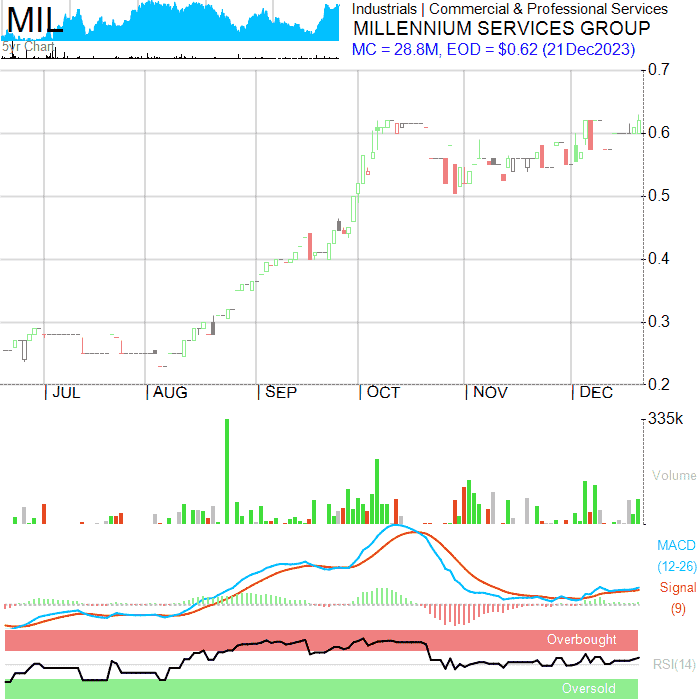 MIL
5yr Chart
Industrials | Commercial & Professional Services
MILLENNIUM SERVICES GROUP
MC = 28.8M, EOD = $0.62 (21Dec2023)
0.7
0.6
0.5
0.4
0.3
0.2
JUL AUG SEP OCT NOV DEC
335k
Volume
MACD
(12-26)
Signal
(9)
Overbought
RSI(14)
Oversold